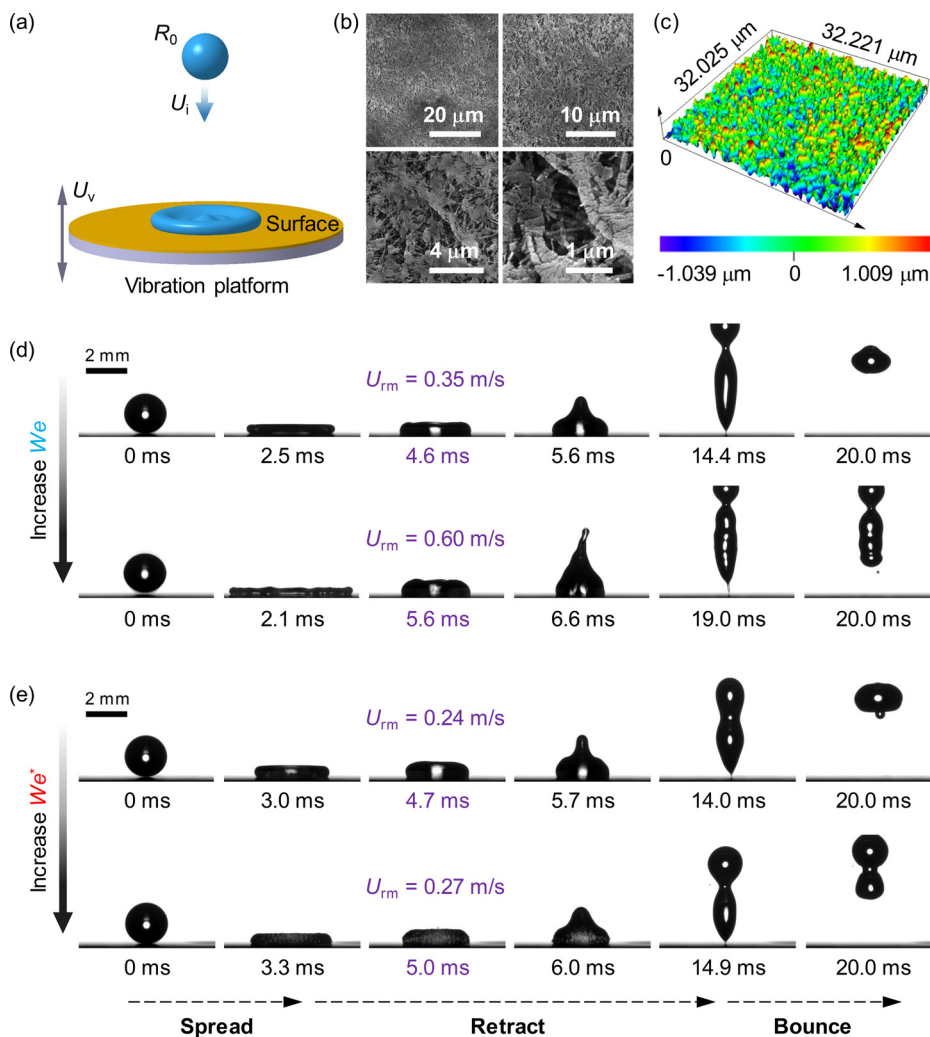 (a)
R₀
Uᵢ
Uᵥ
Surface
Vibration platform
(b)
20 μm
10 μm
4 μm
1 μm
(c)
32.025 μm
32.221 μm
0
-1.039 μm
0
1.009 μm
(d)
2 mm
Increase We
U_rm = 0.35 m/s
0 ms
2.5 ms
4.6 ms
5.6 ms
14.4 ms
20.0 ms
U_rm = 0.60 m/s
0 ms
2.1 ms
5.6 ms
6.6 ms
19.0 ms
20.0 ms
(e)
2 mm
Increase We*
U_rm = 0.24 m/s
0 ms
3.0 ms
4.7 ms
5.7 ms
14.0 ms
20.0 ms
U_rm = 0.27 m/s
0 ms
3.3 ms
5.0 ms
6.0 ms
14.9 ms
20.0 ms
Spread
Retract
Bounce